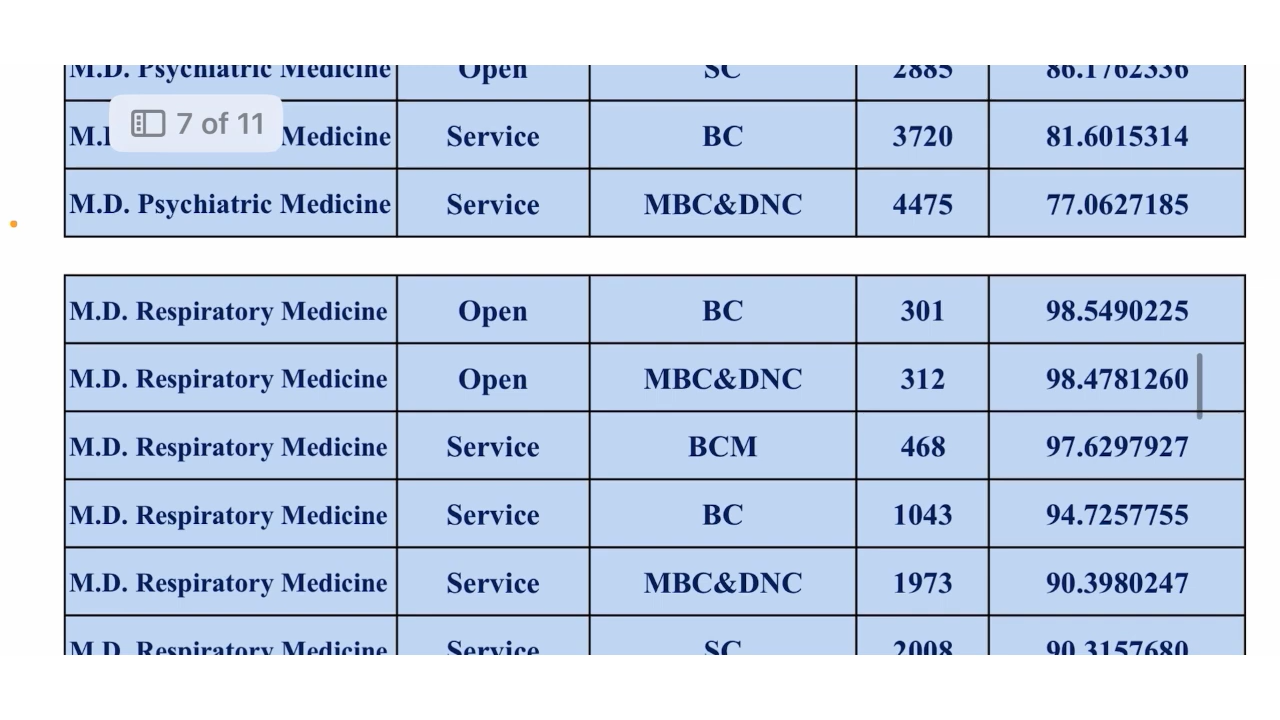 M.D. Psychiatric Medicine Open SC 2885 86.1762336
7 of 11
M.D. Medicine Service BC 3720 81.6015314
M.D. Psychiatric Medicine Service MBC&DNC 4475 77.0627185
M.D. Respiratory Medicine Open BC 301 98.5490225
M.D. Respiratory Medicine Open MBC&DNC 312 98.4781260
M.D. Respiratory Medicine Service BCM 468 97.6297927
M.D. Respiratory Medicine Service BC 1043 94.7257755
M.D. Respiratory Medicine Service MBC&DNC 1973 90.3980247
M.D. Respiratory Medicine Service SC 2008 90.3157680